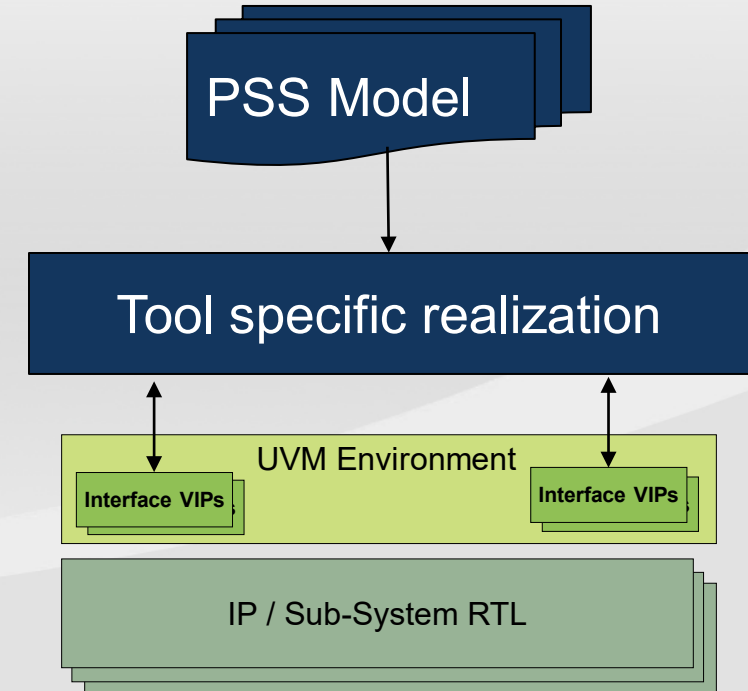 PSS Model
Tool specific realization
UVM Environment
Interface VIPs
Interface VIPs
IP / Sub-System RTL